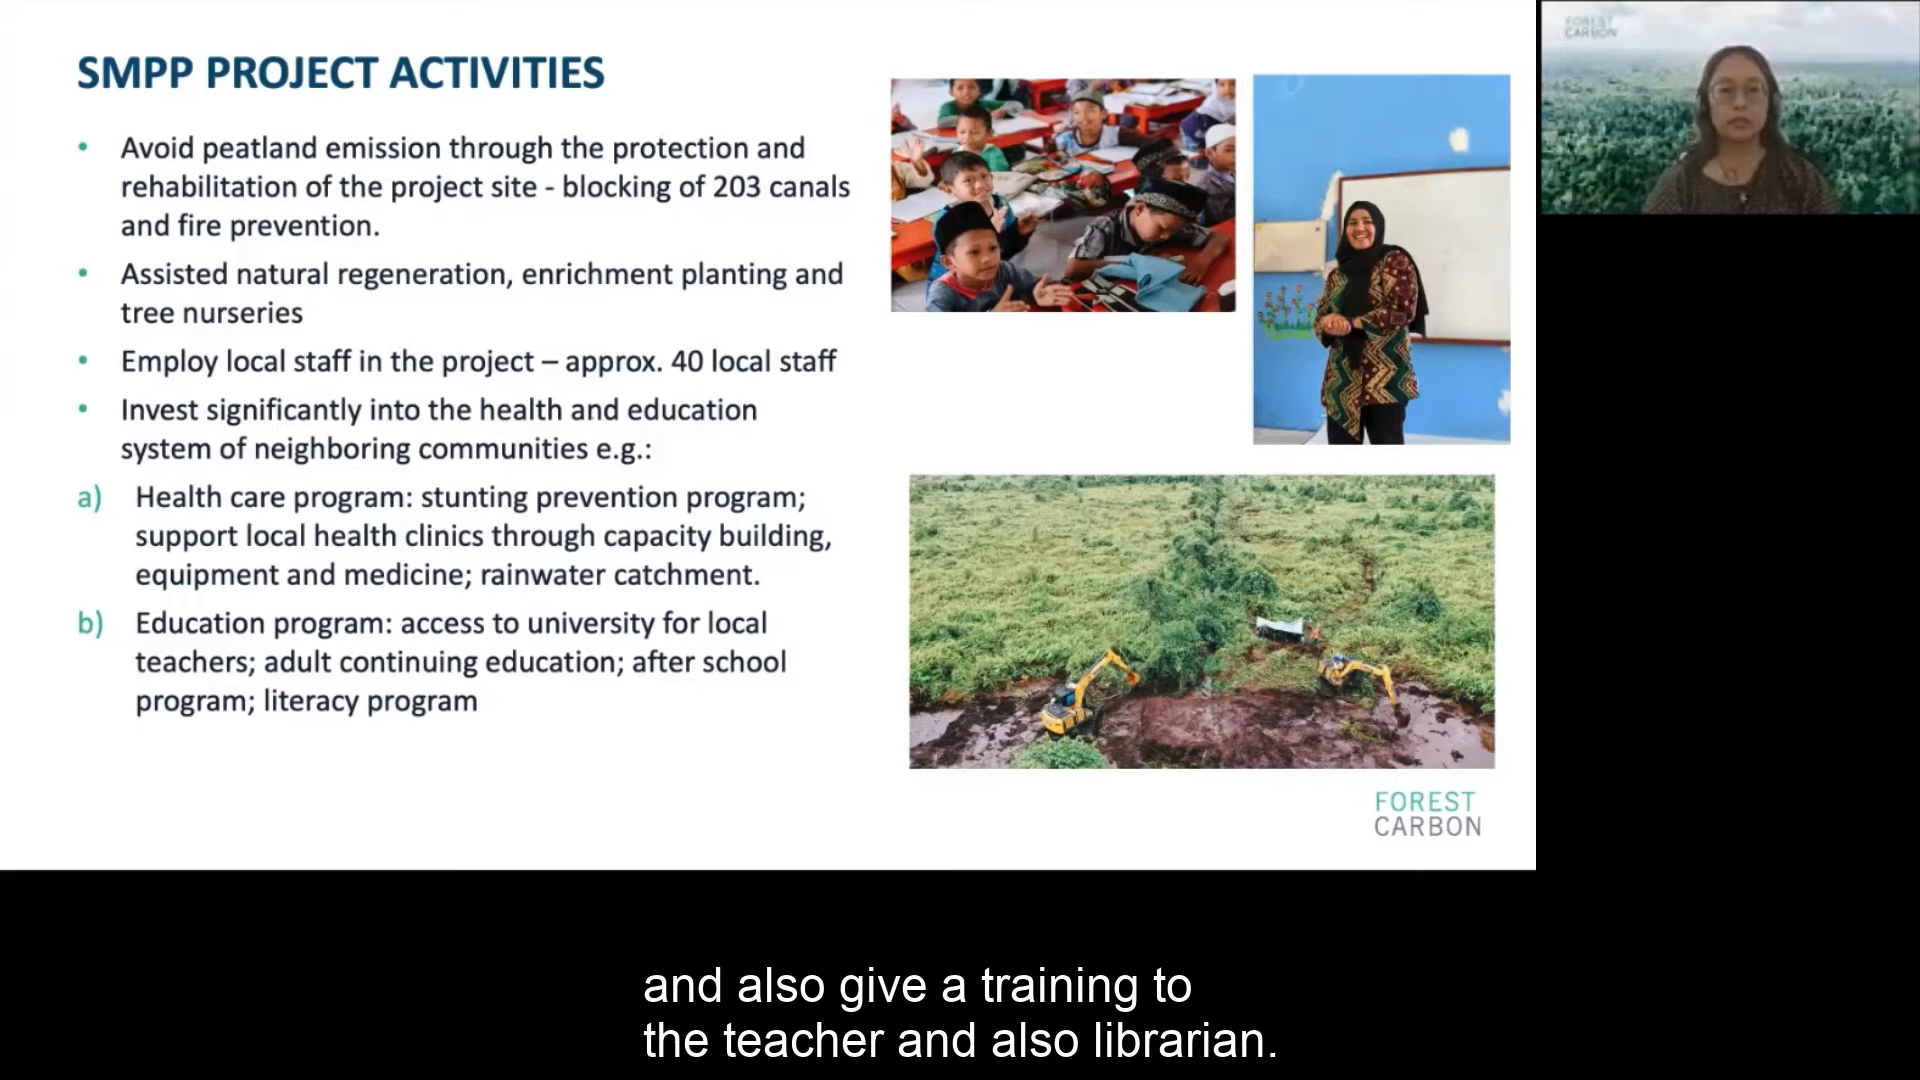 SMPP PROJECT ACTIVITIES
• Avoid peatland emission through the protection and
rehabilitation of the project site - blocking of 203 canals
and fire prevention.
• Assisted natural regeneration, enrichment planting and
tree nurseries
• Employ local staff in the project – approx. 40 local staff
• Invest significantly into the health and education
system of neighboring communities e.g.:
a) Health care program: stunting prevention program;
support local health clinics through capacity building,
equipment and medicine; rainwater catchment.
b) Education program: access to university for local
teachers; adult continuing education; after school
program; literacy program
FOREST
CARBON
FOREST
CARBON
and also give a training to
the teacher and also librarian.